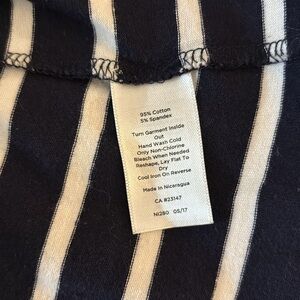 95% Cotton
5% Spandex
Turn Garment Inside
Out
Hand Wash Cold
Only Non-Chlorine
Bleach When Needed
Reshape, Lay Flat To
Dry
Cool Iron On Reverse
Made In Nicaragua
CA #23147
NI280 05/17